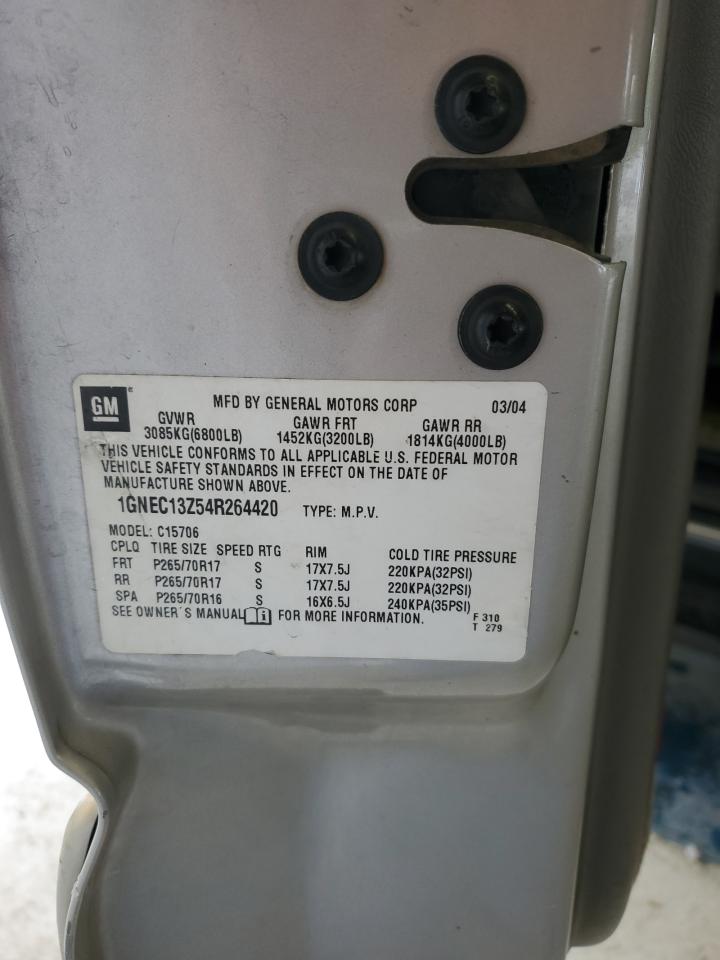 GM® MFD BY GENERAL MOTORS CORP 03/04
GVWR GAWR FRT GAWR RR
3085KG(6800LB) 1452KG(3200LB) 1814KG(4000LB)
THIS VEHICLE CONFORMS TO ALL APPLICABLE U.S. FEDERAL MOTOR
VEHICLE SAFETY STANDARDS IN EFFECT ON THE DATE OF
MANUFACTURE SHOWN ABOVE.
1GNEC13Z54R264420 TYPE: M.P.V.
MODEL: C15706
CPLQ TIRE SIZE SPEED RTG RIM COLD TIRE PRESSURE
FRT P265/70R17 S 17X7.5J 220KPA(32PSI)
RR P265/70R17 S 17X7.5J 220KPA(32PSI)
SPA P265/70R16 S 16X6.5J 240KPA(35PSI)
SEE OWNER´S MANUAL FOR MORE INFORMATION.
F 310
T 279